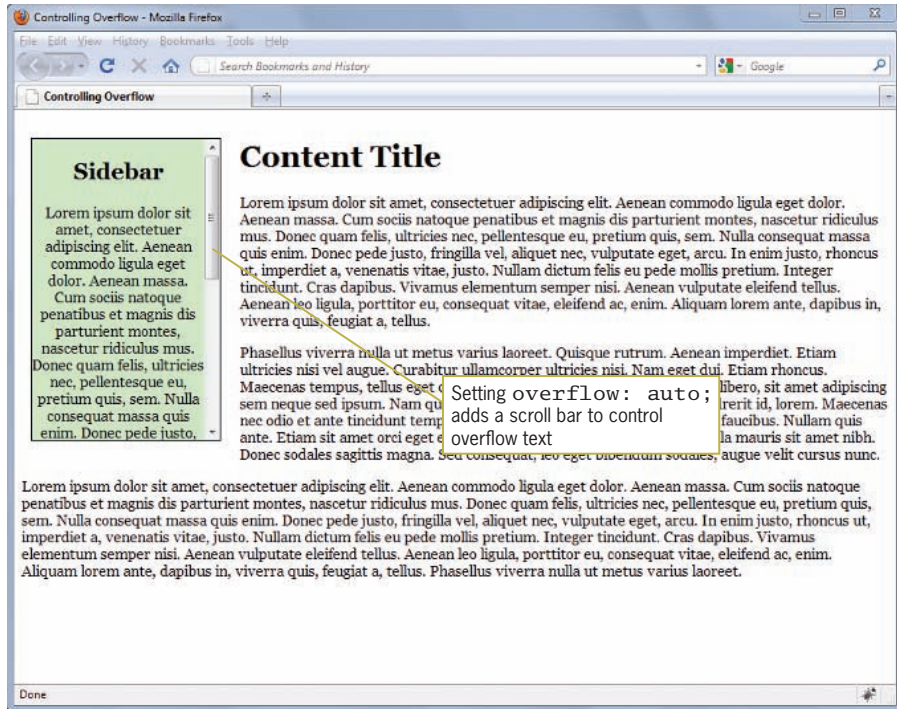 Controlling Overflow - Mozilla Firefox
File Edit View History Bookmarks Tools Help
Search Bookmarks and History
Google
Controlling Overflow
Sidebar
Lorem ipsum dolor sit
amet, consectetuer
adipiscing elit. Aenean
commodo ligula eget
dolor. Aenean massa.
Cum sociis natoque
penatibus et magnis dis
parturient montes,
nascetur ridiculus mus.
Donec quam felis, ultricies
nec, pellentesque eu,
pretium quis, sem. Nulla
consequat massa quis
enim. Donec pede justo,
Content Title
Lorem ipsum dolor sit amet, consectetuer adipiscing elit. Aenean commodo ligula eget dolor.
Aenean massa. Cum sociis natoque penatibus et magnis dis parturient montes, nascetur ridiculus
mus. Donec quam felis, ultricies nec, pellentesque eu, pretium quis, sem. Nulla consequat massa
quis enim. Donec pede justo, fringilla vel, aliquet nec, vulputate eget, arcu. In enim justo, rhoncus
ut, imperdiet a, venenatis vitae, justo. Nullam dictum felis eu pede mollis pretium. Integer
tincidunt. Cras dapibus. Vivamus elementum semper nisi. Aenean vulputate eleifend tellus.
Aenean leo ligula, porttitor eu, consequat vitae, eleifend ac, enim. Aliquam lorem ante, dapibus in,
viverra quis, feugiat a, tellus.
Phasellus viverra nulla ut metus varius laoreet. Quisque rutrum. Aenean imperdiet. Etiam
ultricies nisi vel augue. Curabitur ullamcorper ultricies nisi. Nam eget dui. Etiam rhoncus.
Maecenas tempus, tellus eget libero, sit amet adipiscing
sem neque sed ipsum. Nam id, lorem. Maecenas
nec odio et ante tincidunt faucibus. Nullam quis
ante. Etiam sit amet orci eget mauris sit amet nibh.
Donec sodales sagittis magna. Sed consequat, leo eget bibendum sodales, augue velit cursus nunc.
Setting overflow: auto;
adds a scroll bar to control
overflow text
Lorem ipsum dolor sit amet, consectetuer adipiscing elit. Aenean commodo ligula eget dolor. Aenean massa. Cum sociis natoque
penatibus et magnis dis parturient montes, nascetur ridiculus mus. Donec quam felis, ultricies nec, pellentesque eu, pretium quis,
sem. Nulla consequat massa quis enim. Donec pede justo, fringilla vel, aliquet nec, vulputate eget, arcu. In enim justo, rhoncus ut,
imperdiet a, venenatis vitae, justo. Nullam dictum felis eu pede mollis pretium. Integer tincidunt. Cras dapibus. Vivamus
elementum semper nisi. Aenean vulputate eleifend tellus. Aenean leo ligula, porttitor eu, consequat vitae, eleifend ac, enim.
Aliquam lorem ante, dapibus in, viverra quis, feugiat a, tellus. Phasellus viverra nulla ut metus varius laoreet.
Done